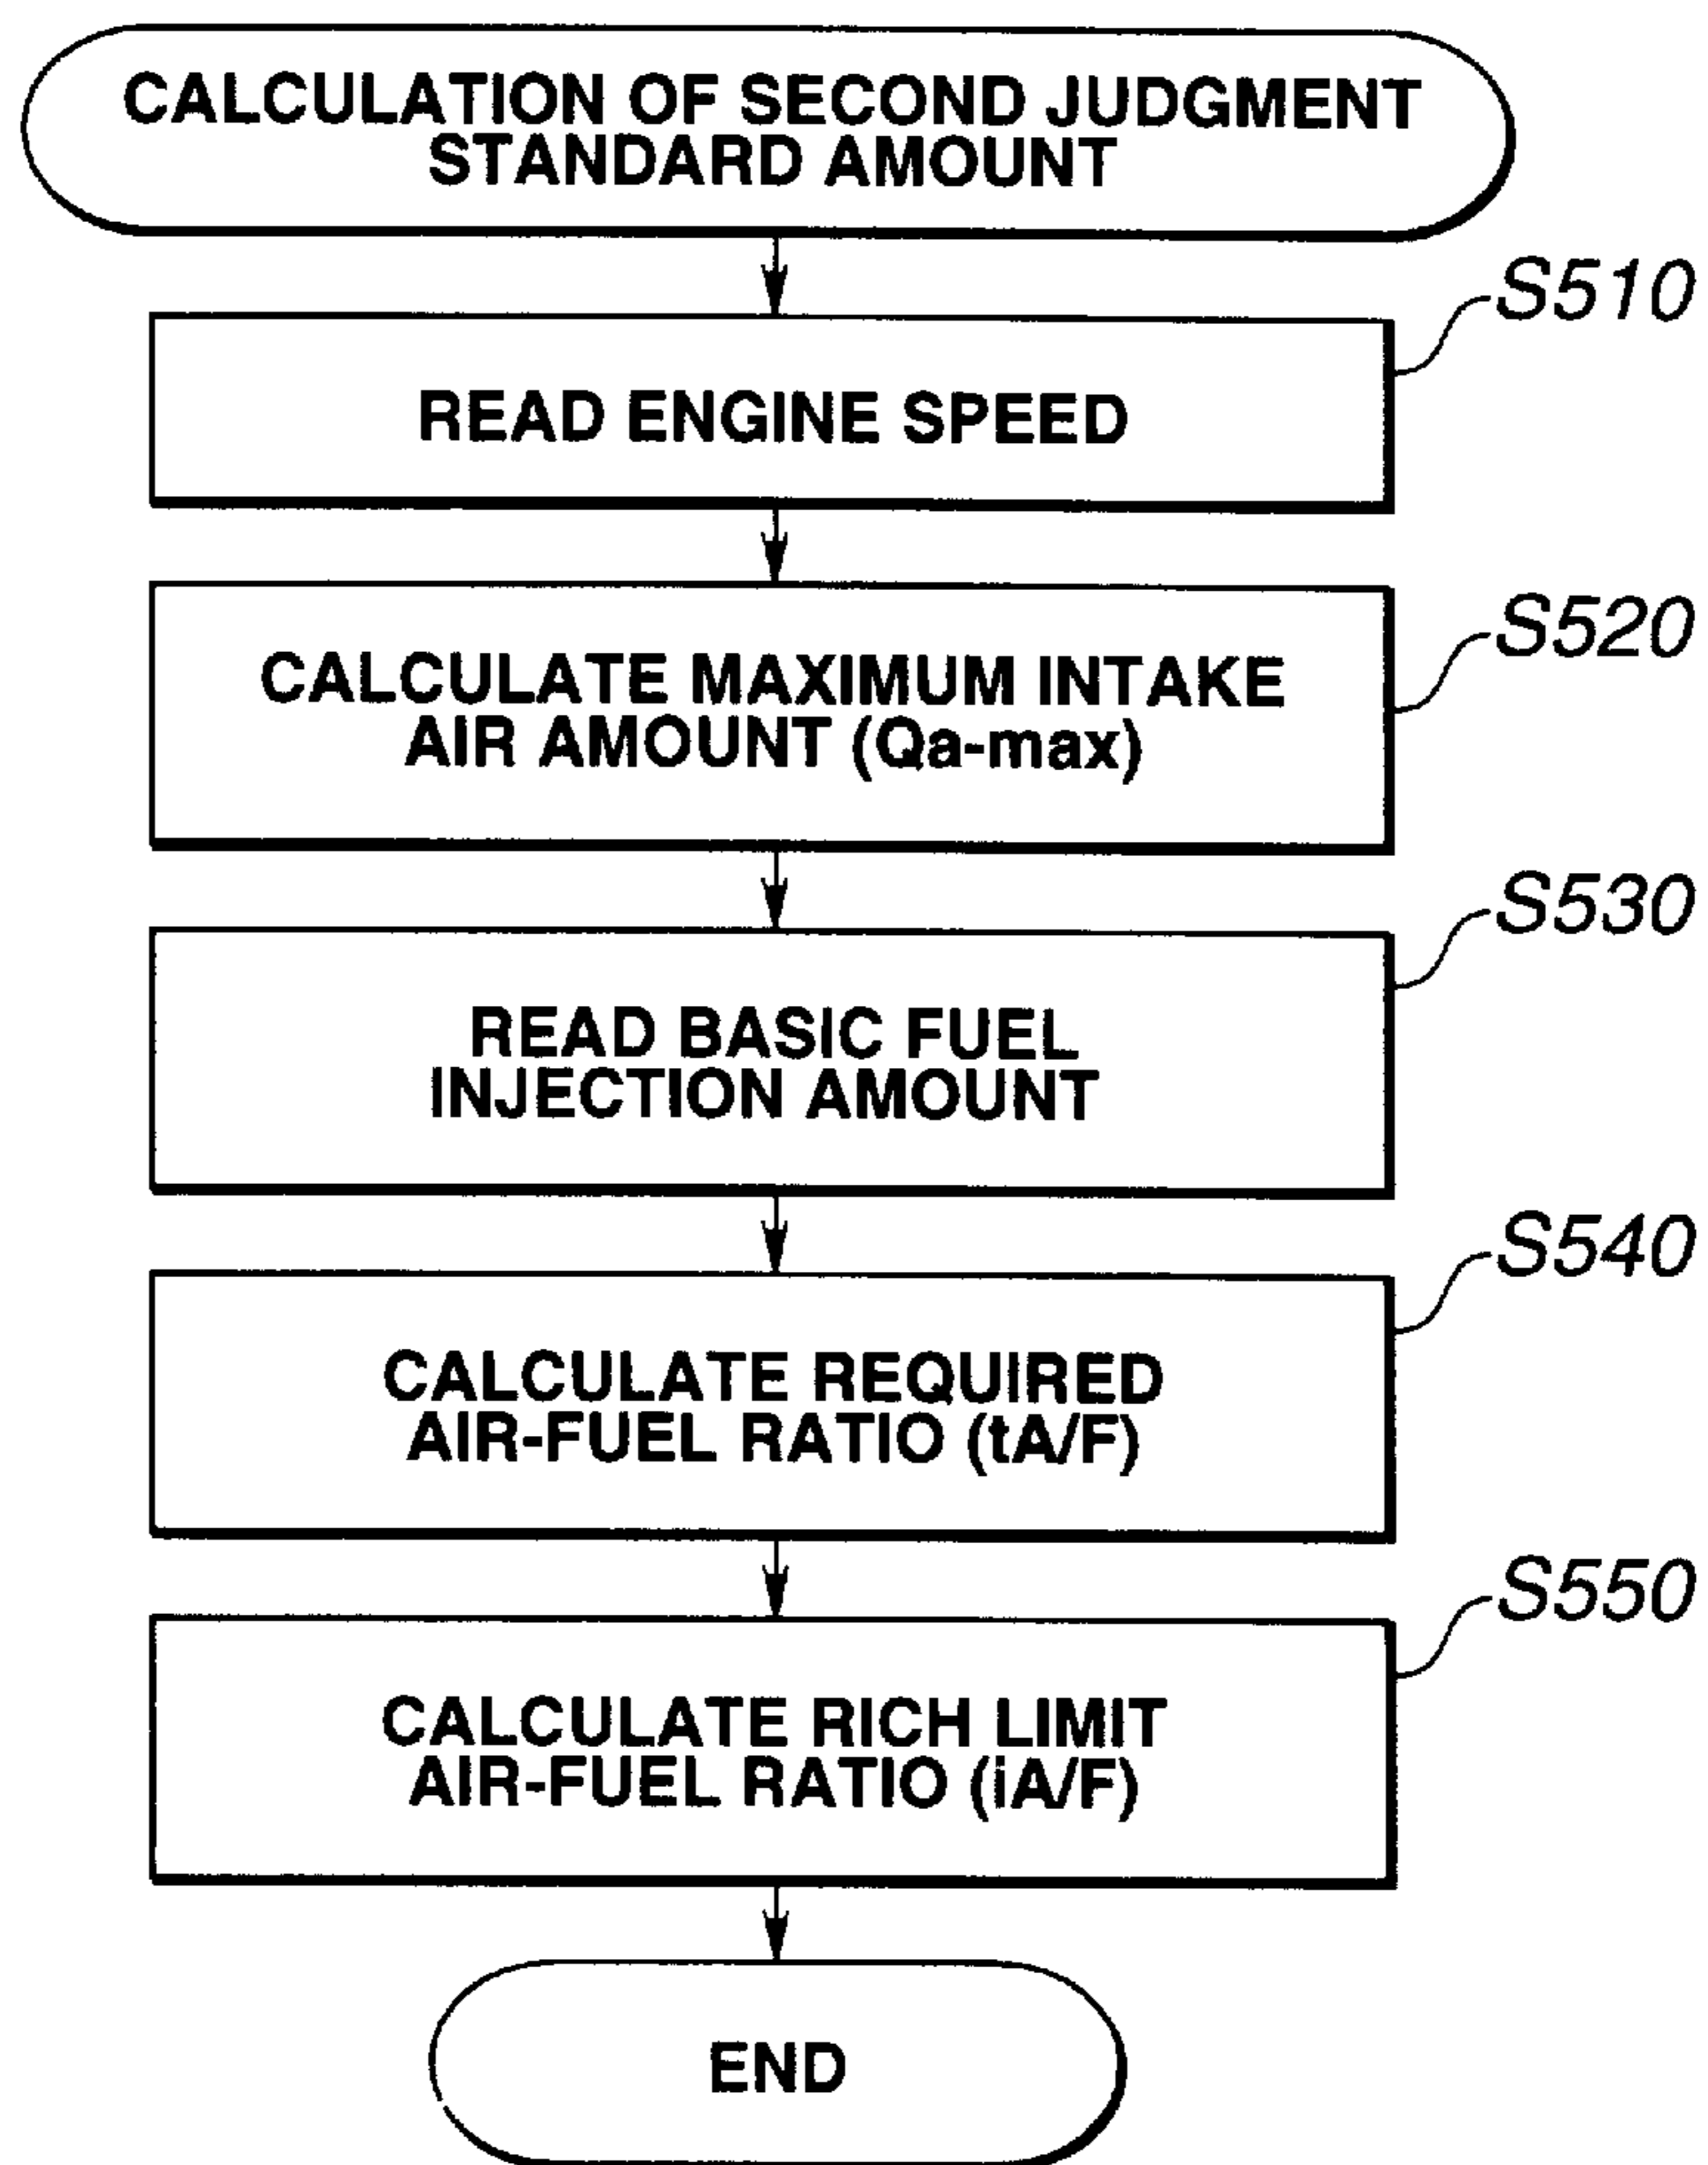 CALCULATION OF SECOND JUDGMENT
STANDARD AMOUNT
S510
READ ENGINE SPEED
S520
CALCULATE MAXIMUM INTAKE
AIR AMOUNT (Qa-max)
S530
READ BASIC FUEL
INJECTION AMOUNT
S540
CALCULATE REQUIRED
AIR-FUEL RATIO (tA/F)
S550
CALCULATE RICH LIMIT
AIR-FUEL RATIO (iA/F)
END